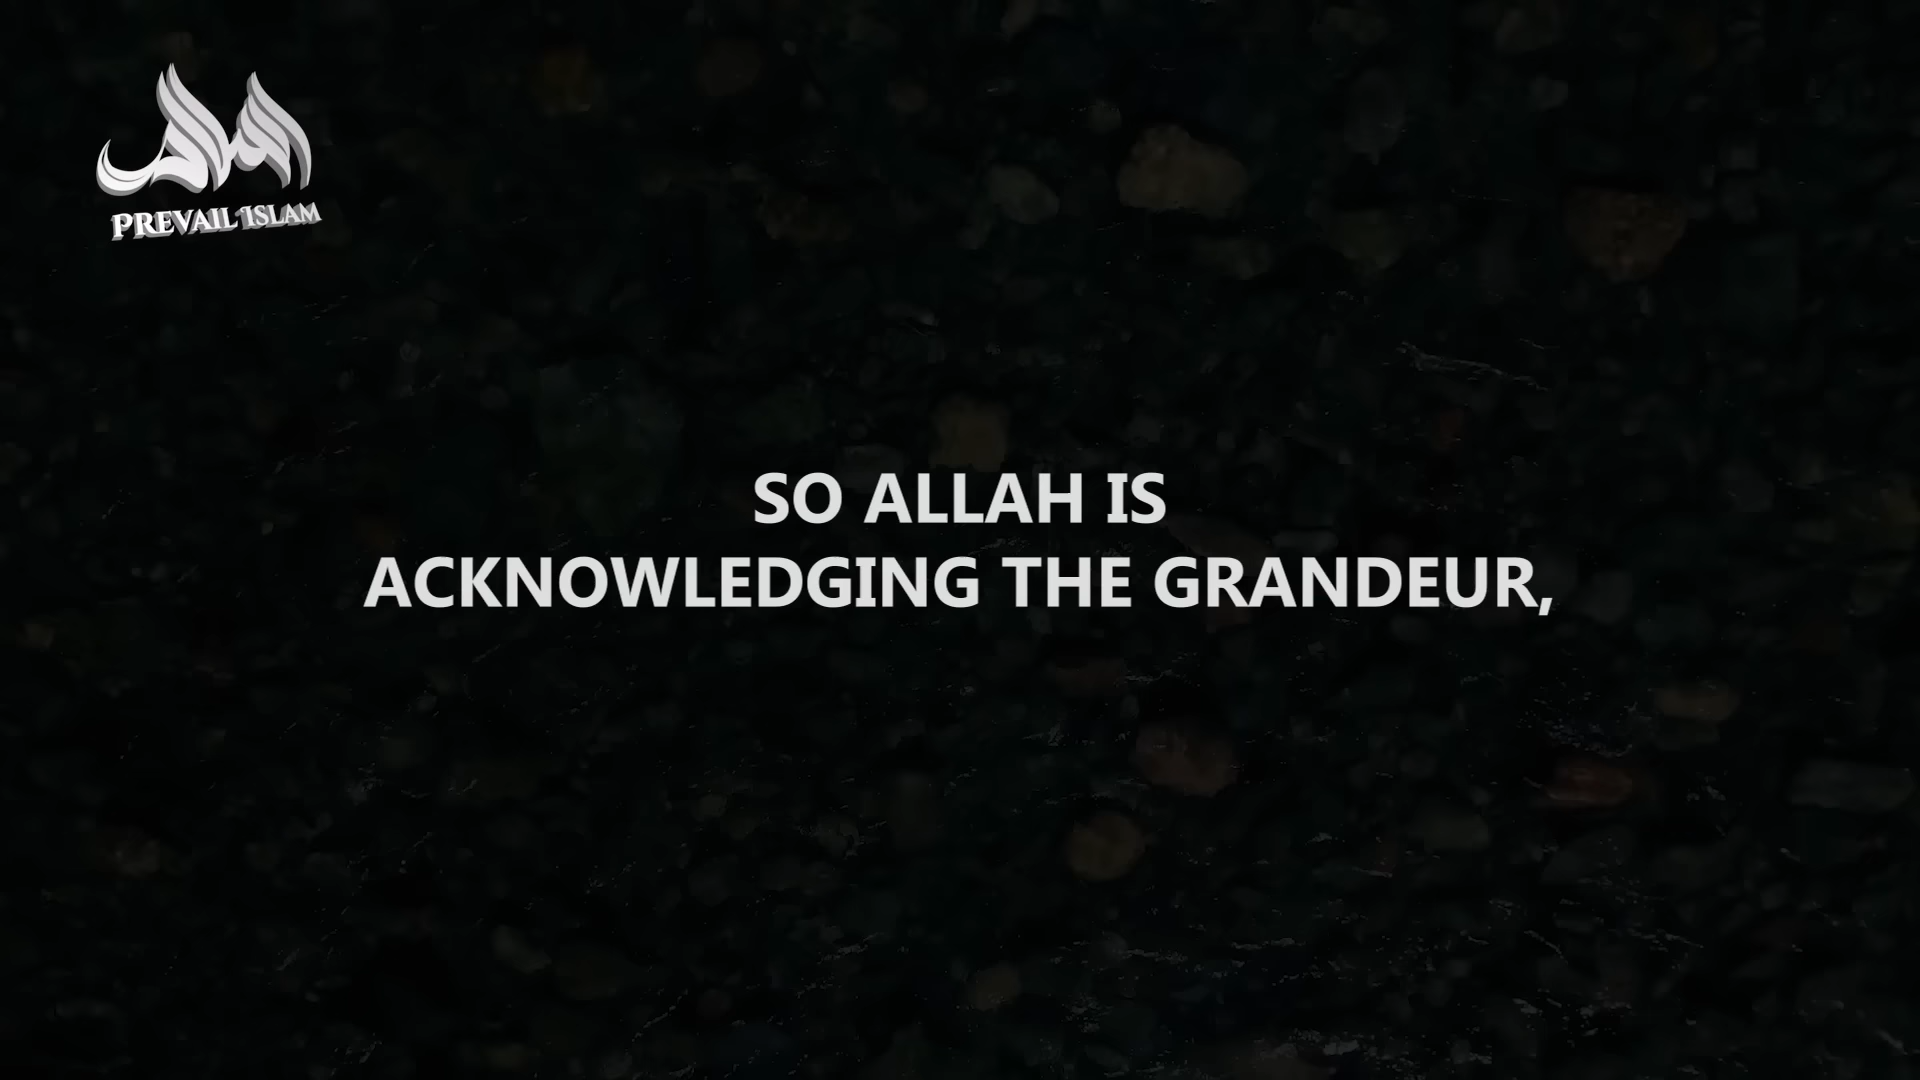 PREVAIL ISLAM
SO ALLAH IS
ACKNOWLEDGING THE GRANDEUR,